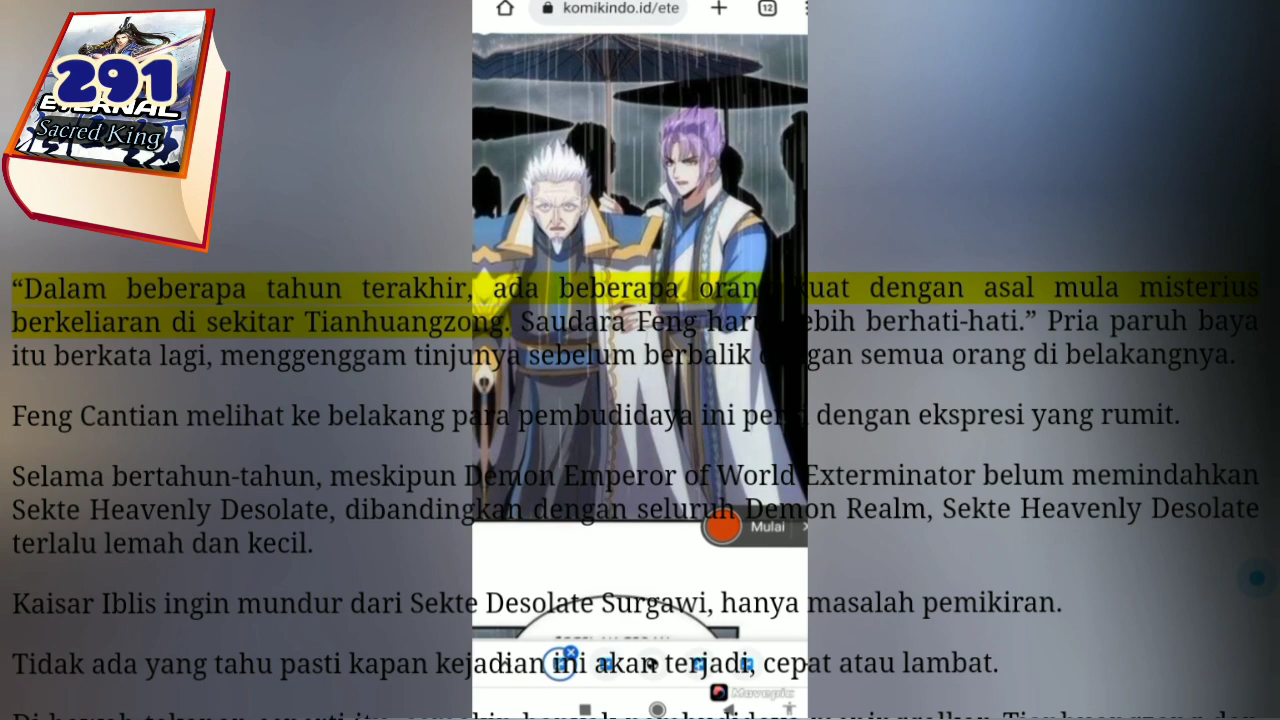 komikindo.id/ete
12
291
ETERNAL
Sacred King
“Dalam beberapa tahun terakhir, ada beberapa orang kuat dengan asal mula misterius
berkeliaran di sekitar Tianhuangzong. Saudara Feng harus lebih berhati-hati.” Pria paruh baya
itu berkata lagi, menggenggam tinjunya sebelum berbalik dengan semua orang di belakangnya.
Feng Cantian melihat ke belakang para pembudidaya ini pergi dengan ekspresi yang rumit.
Selama bertahun-tahun, meskipun Demon Emperor of World Exterminator belum memindahkan
Sekte Heavenly Desolate, dibandingkan dengan seluruh Demon Realm, Sekte Heavenly Desolate
terlalu lemah dan kecil.
Mulai
Kaisar Iblis ingin mundur dari Sekte Desolate Surgawi, hanya masalah pemikiran.
Tidak ada yang tahu pasti kapan kejadian ini akan terjadi, cepat atau lambat.
Movepic